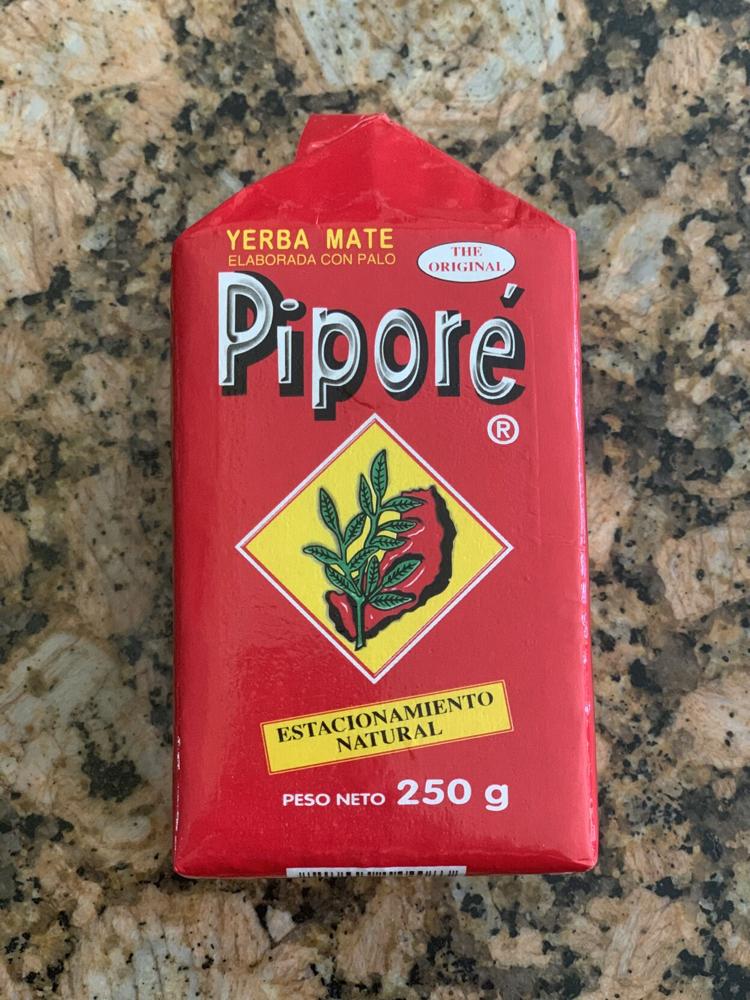 YERBA MATE
ELABORADA CON PALO
THE
ORIGINAL
Piporé
®
ESTACIONAMIENTO
NATURAL
PESO NETO 250 g